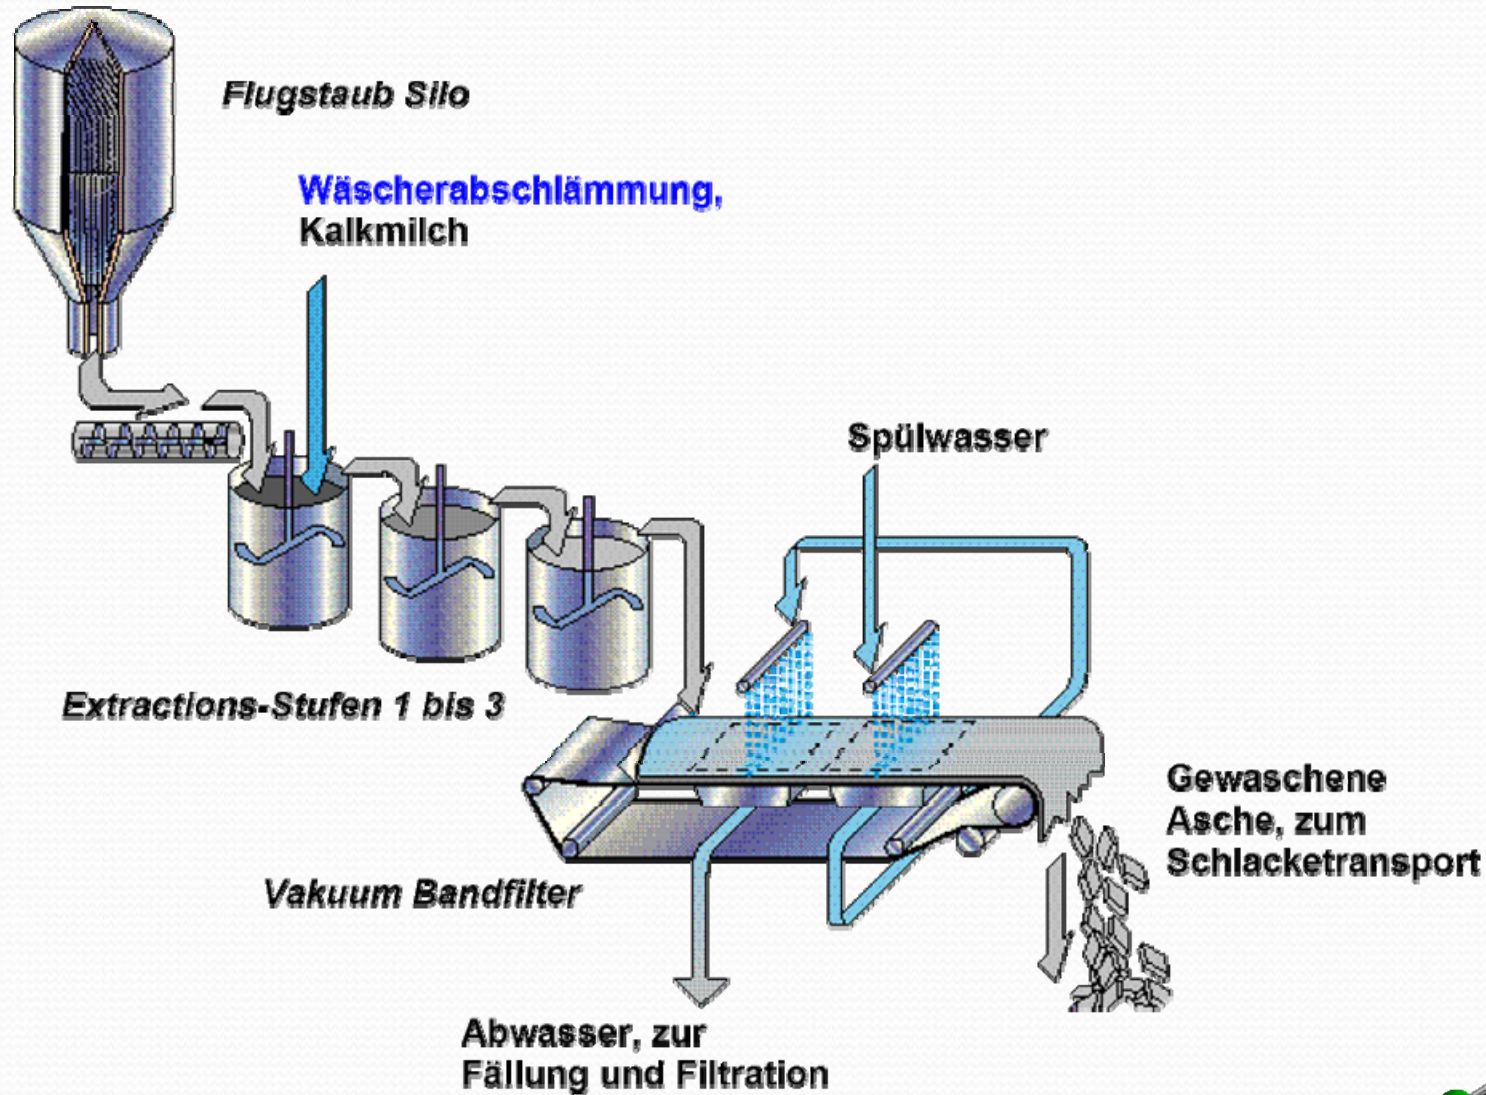 Flugstaub Silo
Wäscherabschlämmung,
Kalkmilch
Spülwasser
Extractions-Stufen 1 bis 3
Gewaschene
Asche, zum
Schlacketransport
Vakuum Bandfilter
Abwasser, zur
Fällung und Filtration